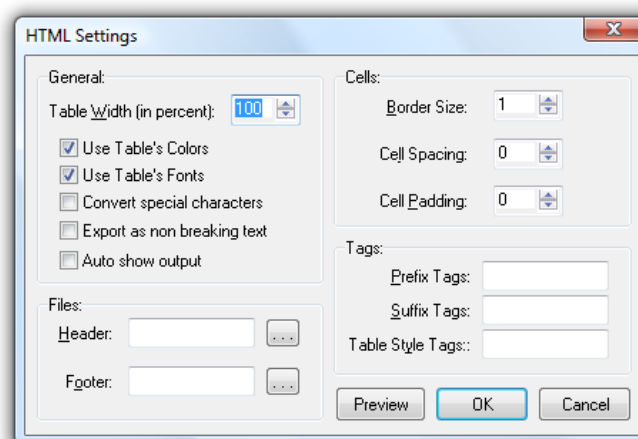 HTML Settings
General:
Table Width (in percent): 100
Use Table's Colors
Use Table's Fonts
Convert special characters
Export as non breaking text
Auto show output
Files:
Header: ...
Footer: ...
Cells:
Border Size: 1
Cell Spacing: 0
Cell Padding: 0
Tags:
Prefix Tags:
Suffix Tags:
Table Style Tags::
Preview OK Cancel